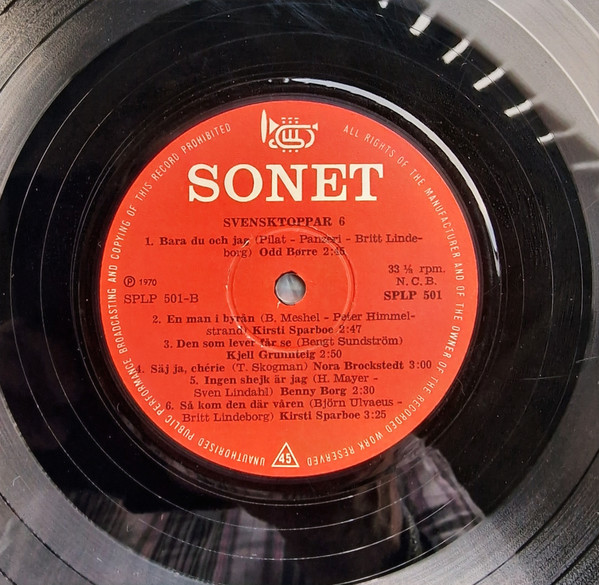 ALL RIGHTS OF THE MANUFACTURER AND OF THE OWNER OF THE RECORDED WORK RESERVED
UNAUTHORISED PUBLIC PERFORMANCE BROADCASTING AND COPYING OF THIS RECORD PROHIBITED
SONET
SVENSKTOPPAR 6
1. Bara du och jag (Pilat - Panzeri - Britt Linde-
borg) Odd Børre 2:45
℗ 1970
33 ⅓ rpm.
N. C. B.
SPLP 501-B
SPLP 501
2. En man i byrån (B. Meshel - Peter Himmel-
strand) Kirsti Sparboe 2:47
3. Den som lever får se (Bengt Sundström)
Kjell Grunnteig 2:50
4. Säj ja, chérie (T. Skogman) Nora Brockstedt 3:00
5. Ingen shejk är jag (H. Mayer -
Sven Lindahl) Benny Borg 2:30
6. Så kom den där våren (Björn Ulvaeus -
Britt Lindeborg) Kirsti Sparboe 3:25
45